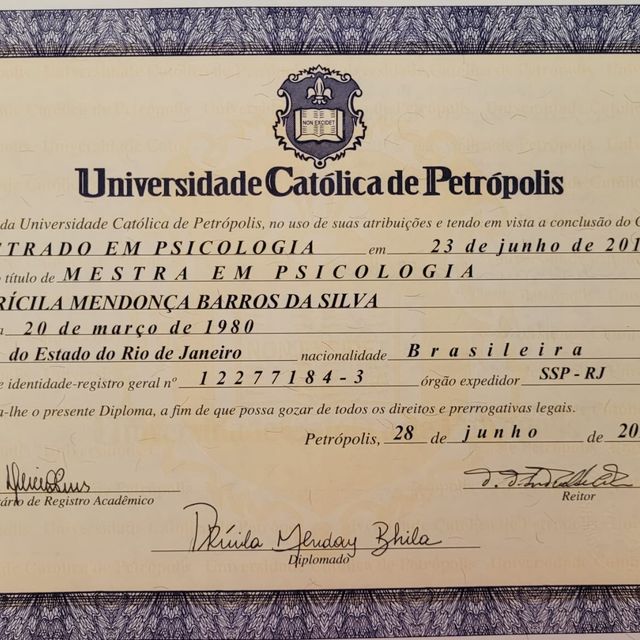 NON EXCIDET
Universidade Católica de Petrópolis
da Universidade Católica de Petrópolis, no uso de suas atribuições e tendo em vista a conclusão do
TRADO EM PSICOLOGIA em 23 de junho de 201
título de MESTRA EM PSICOLOGIA
RÍCILA MENDONÇA BARROS DA SILVA
20 de março de 1980
do Estado do Rio de Janeiro nacionalidade Brasileira
e identidade-registro geral nº 12277184-3 órgão expedidor SSP-RJ
a-lhe o presente Diploma, a fim de que possa gozar de todos os direitos e prerrogativas legais.
Petrópolis, 28 de junho de 20
ário de Registro Acadêmico
Reitor
Diplomado